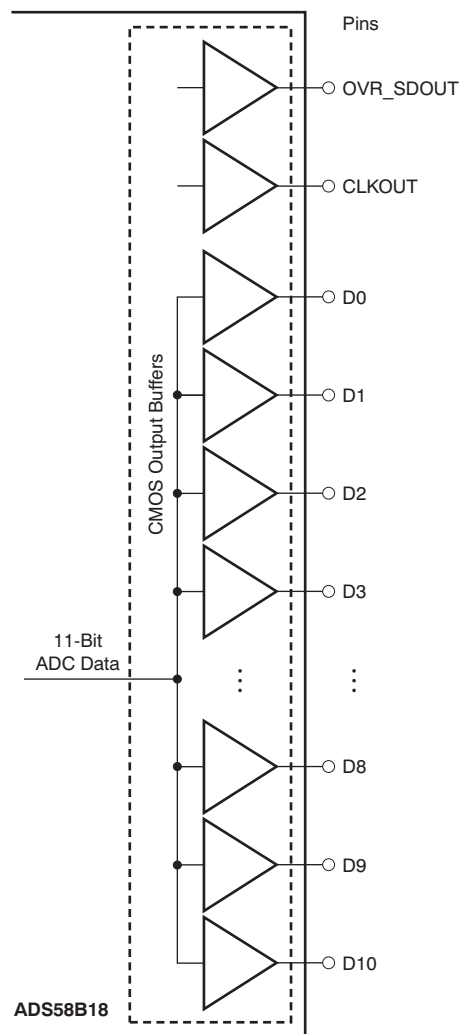 Pins
OVR_SDOUT
CLKOUT
D0
CMOS Output Buffers
D1
D2
D3
11-Bit
ADC Data
⋮ ⋮
D8
D9
D10
ADS58B18